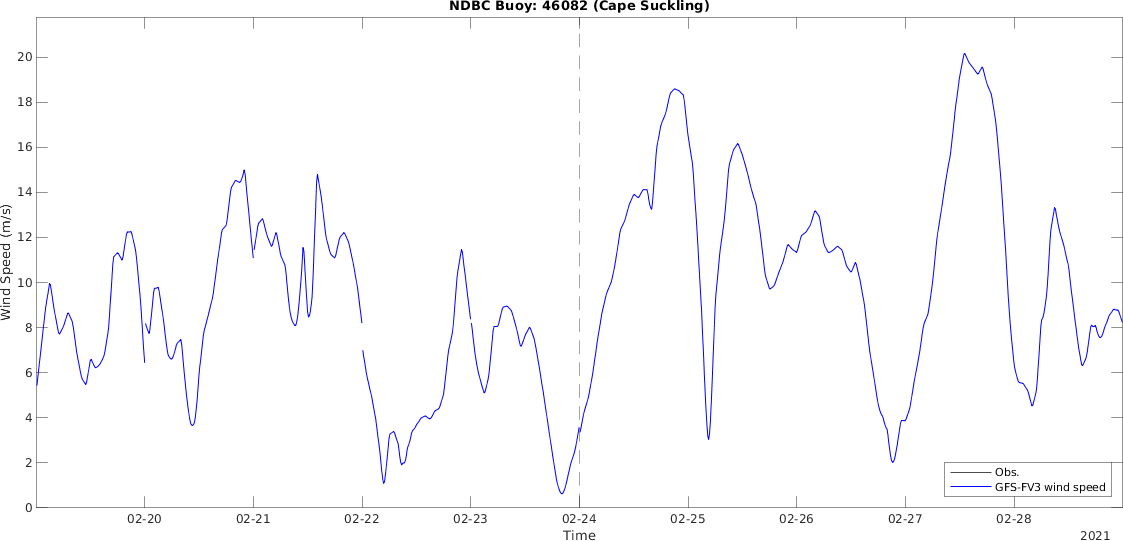 NDBC Buoy: 46082 (Cape Suckling)
Wind Speed (m/s)
20
18
16
14
12
10
8
6
4
2
0
02-20 02-21 02-22 02-23 02-24 02-25 02-26 02-27 02-28
Time
2021
Obs.
GFS-FV3 wind speed